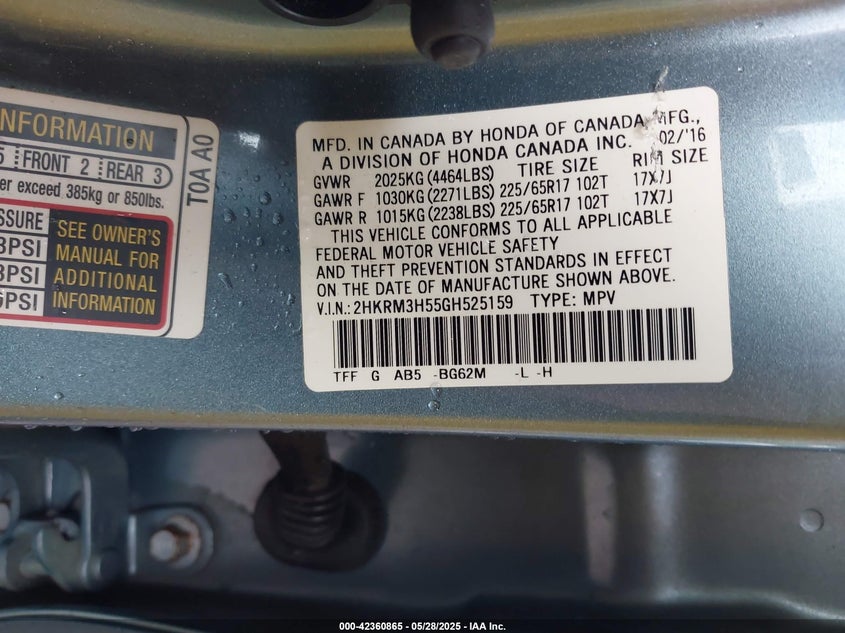 INFORMATION
5 FRONT 2 REAR 3
er exceed 385kg or 850lbs.
SSURE
3PSI
3PSI
PSI
SEE OWNER'S
MANUAL FOR
ADDITIONAL
INFORMATION
T0A A0
MFD. IN CANADA BY HONDA OF CANADA MFG.,
A DIVISION OF HONDA CANADA INC. 02/'16
GVWR 2025KG (4464LBS) TIRE SIZE RIM SIZE
GAWR F 1030KG (2271LBS) 225/65R17 102T 17X7J
GAWR R 1015KG (2238LBS) 225/65R17 102T 17X7J
THIS VEHICLE CONFORMS TO ALL APPLICABLE
FEDERAL MOTOR VEHICLE SAFETY
AND THEFT PREVENTION STANDARDS IN EFFECT
ON THE DATE OF MANUFACTURE SHOWN ABOVE.
V.I.N.: 2HKRM3H55GH525159 TYPE: MPV
TFF G AB5 -BG62M -L -H
000-42360865 - 05/28/2025 - IAA Inc.